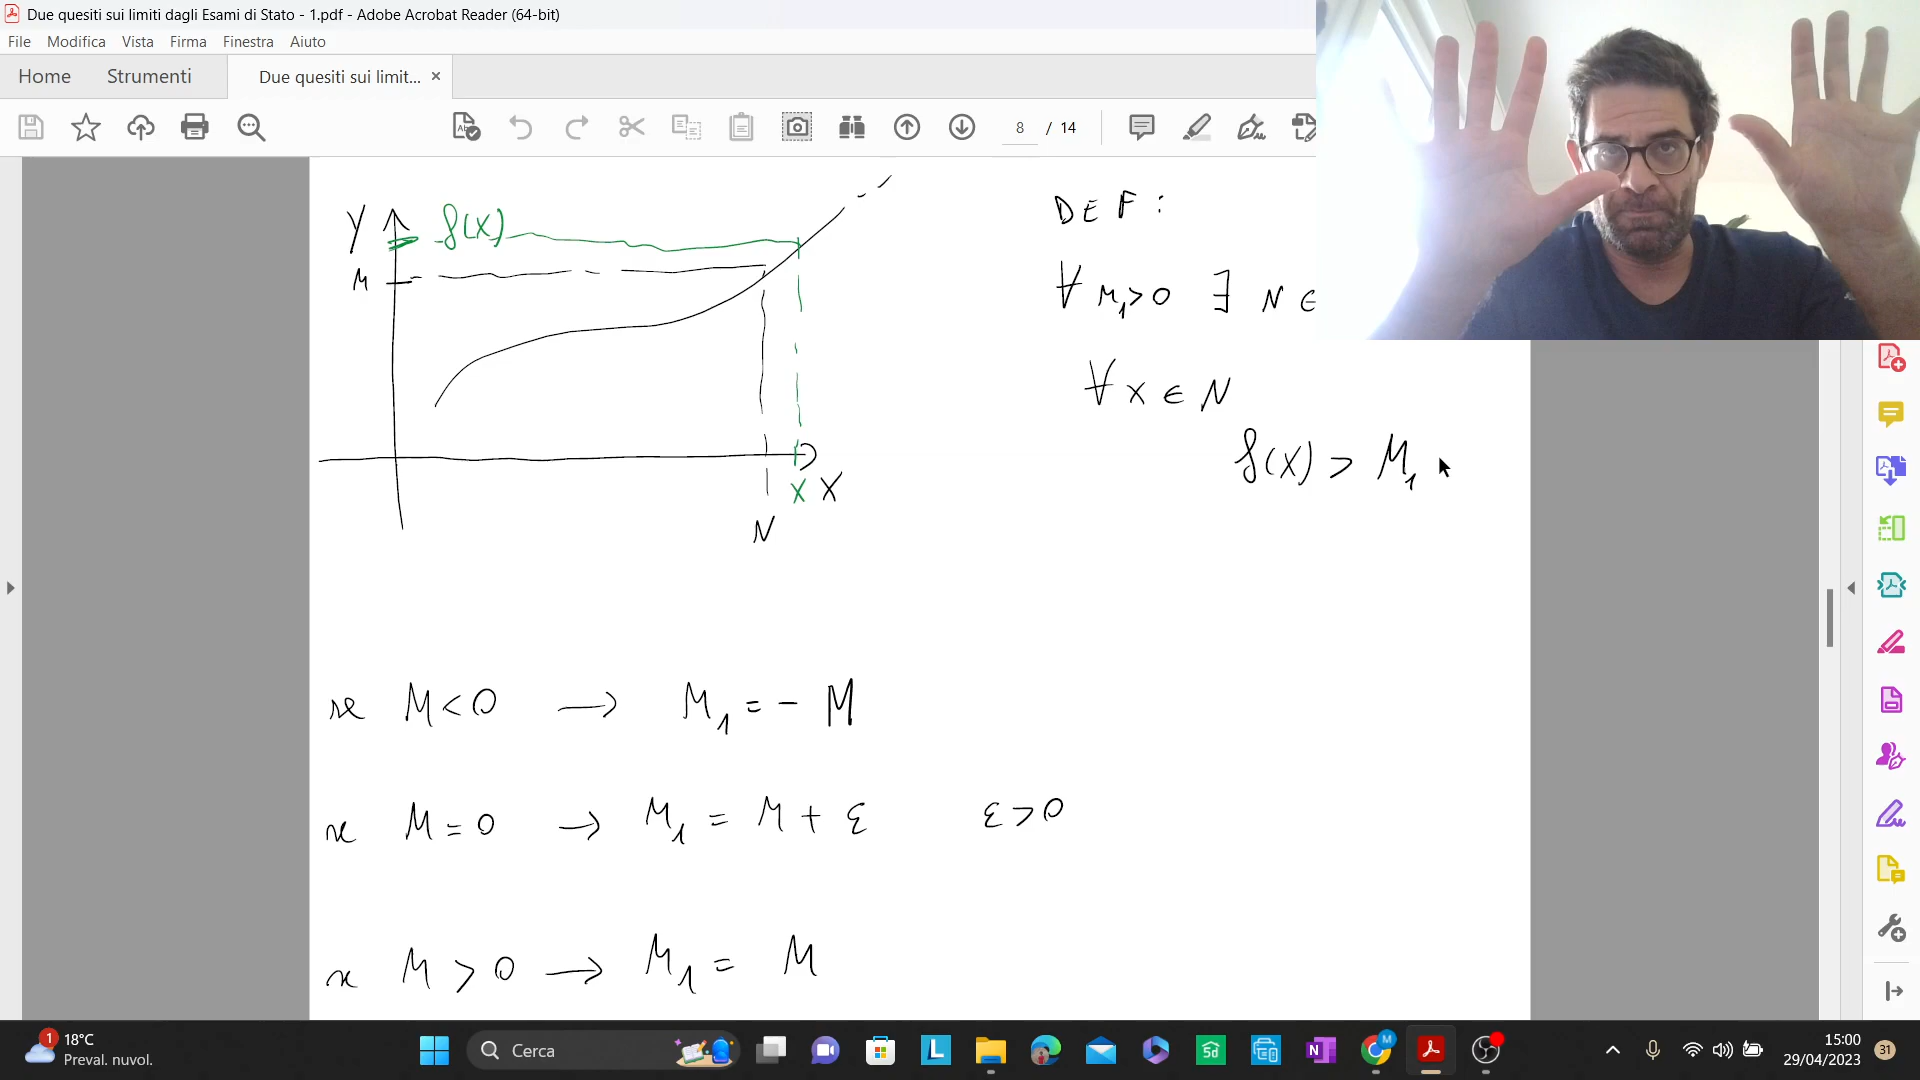 Due quesiti sui limiti dagli Esami di Stato - 1.pdf - Adobe Acrobat Reader (64-bit)
File Modifica Vista Firma Finestra Aiuto
Home Strumenti Due quesiti sui limit... ×
8 / 14
Y f(x)
M
X X
N
DEF:
∀ M₁>0 ∃ N ∈
∀ x ∈ N
f(x) > M₁
se M<0 → M₁ = - M
se M=0 → M₁ = M + ε ε>0
se M>0 → M₁ = M
1
18°C
Preval. nuvol.
Cerca
L
M
15:00
29/04/2023
31